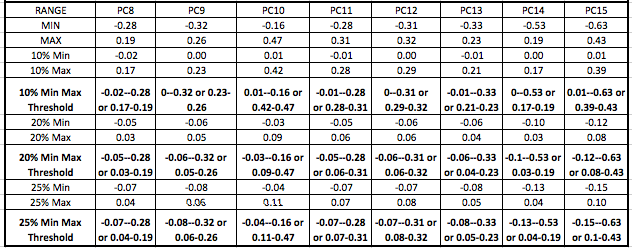 RANGE PC8 PC9 PC10 PC11 PC12 PC13 PC14 PC15
MIN -0.28 -0.32 -0.16 -0.28 -0.31 -0.33 -0.53 -0.63
MAX 0.19 0.26 0.47 0.31 0.32 0.23 0.19 0.43
10% Min -0.02 0.00 0.01 -0.01 0.00 -0.01 0.00 0.01
10% Max 0.17 0.23 0.42 0.28 0.29 0.21 0.17 0.39
10% Min Max -0.02--0.28 0--0.32 or 0.23- 0.01--0.16 or -0.01--0.28 0--0.31 or -0.01--0.33 0--0.53 or 0.01--0.63 or
Threshold or 0.17-0.19 0.26 0.42-0.47 or 0.28-0.31 0.29-0.32 or 0.21-0.23 0.17-0.19 0.39-0.43
20% Min -0.05 -0.06 -0.03 -0.05 -0.06 -0.06 -0.10 -0.12
20% Max 0.03 0.05 0.09 0.06 0.06 0.04 0.03 0.08
20% Min Max -0.05--0.28 -0.06--0.32 or -0.03--0.16 or -0.05--0.28 -0.06--0.31 or -0.06--0.33 -0.1--0.53 or -0.12--0.63
Threshold or 0.03-0.19 0.05-0.26 0.09-0.47 or 0.06-0.31 0.06-0.32 or 0.04-0.23 0.03-0.19 or 0.08-0.43
25% Min -0.07 -0.08 -0.04 -0.07 -0.07 -0.08 -0.13 -0.15
25% Max 0.04 0.06 0.11 0.07 0.08 0.05 0.04 0.10
25% Min Max -0.07--0.28 -0.08--0.32 or -0.04--0.16 or -0.07--0.28 -0.07--0.31 or -0.08--0.33 -0.13--0.53 -0.15--0.63
Threshold or 0.04-0.19 0.06-0.26 0.11-0.47 or 0.07-0.31 0.08-0.32 or 0.05-0.23 or 0.04-0.19 or 0.1-0.43